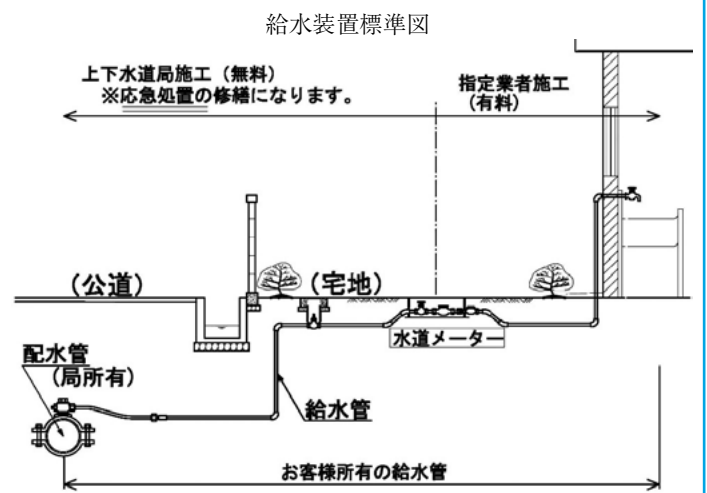 給水装置標準図
上下水道局施工（無料）
※応急処置の修繕になります。
指定業者施工
（有料）
（公道）
（宅地）
水道メーター
配水管
（局所有）
給水管
お客様所有の給水管